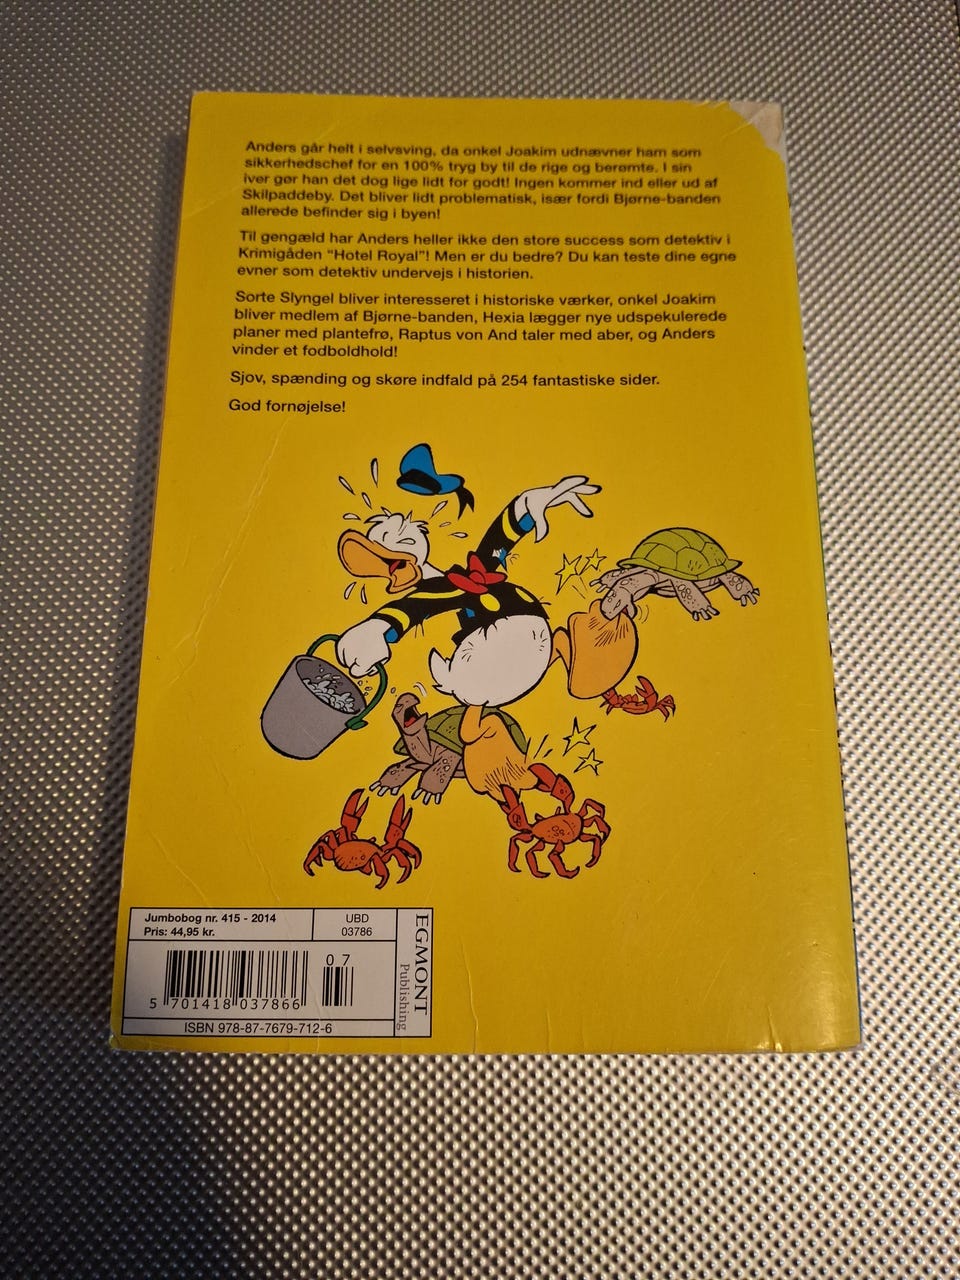 Anders går helt i selvsving, da onkel Joakim udnævner ham som
sikkerhedschef for en 100% tryg by til de rige og berømte. I sin
iver gør han det dog lige lidt for godt! Ingen kommer ind eller ud af
Skilpaddeby. Det bliver lidt problematisk, især fordi Bjørne-banden
allerede befinder sig i byen!
Til gengæld har Anders heller ikke den store success som detektiv i
Krimigåden "Hotel Royal"! Men er du bedre? Du kan teste dine egne
evner som detektiv undervejs i historien.
Sorte Slyngel bliver interesseret i historiske værker, onkel Joakim
bliver medlem af Bjørne-banden, Hexia lægger nye udspekulerede
planer med plantefrø, Raptus von And taler med aber, og Anders
vinder et fodboldhold!
Sjov, spænding og skøre indfald på 254 fantastiske sider.
God fornøjelse!
Jumbobog nr. 415 - 2014
Pris: 44,95 kr.
UBD
03786
EGMONT
Publishing
0 7
5 701418 037866
ISBN 978-87-7679-712-6